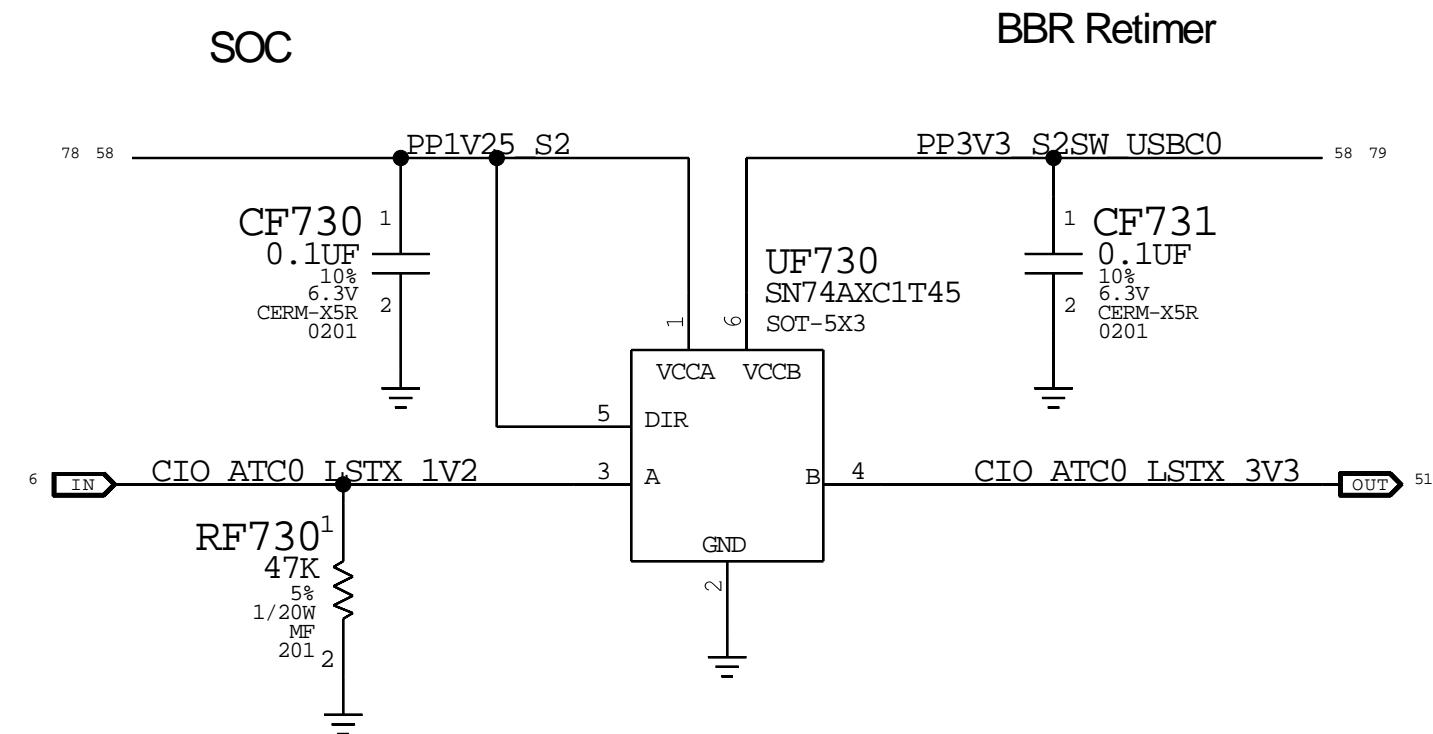 SOC
BBR Retimer
78 58
PP1V25_S2
PP3V3_S2SW_USBC0
58 79
CF730
1
0.1UF
10%
6.3V
2
CERM-X5R
0201
UF730
SN74AXC1T45
SOT-5X3
1
CF731
0.1UF
10%
6.3V
2
CERM-X5R
0201
1
6
VCCA
VCCB
5
DIR
6
IN
CIO_ATC0_LSTX_1V2
3
A
B
4
CIO_ATC0_LSTX_3V3
OUT
51
GND
2
RF730
1
47K
5%
1/20W
MF
201
2